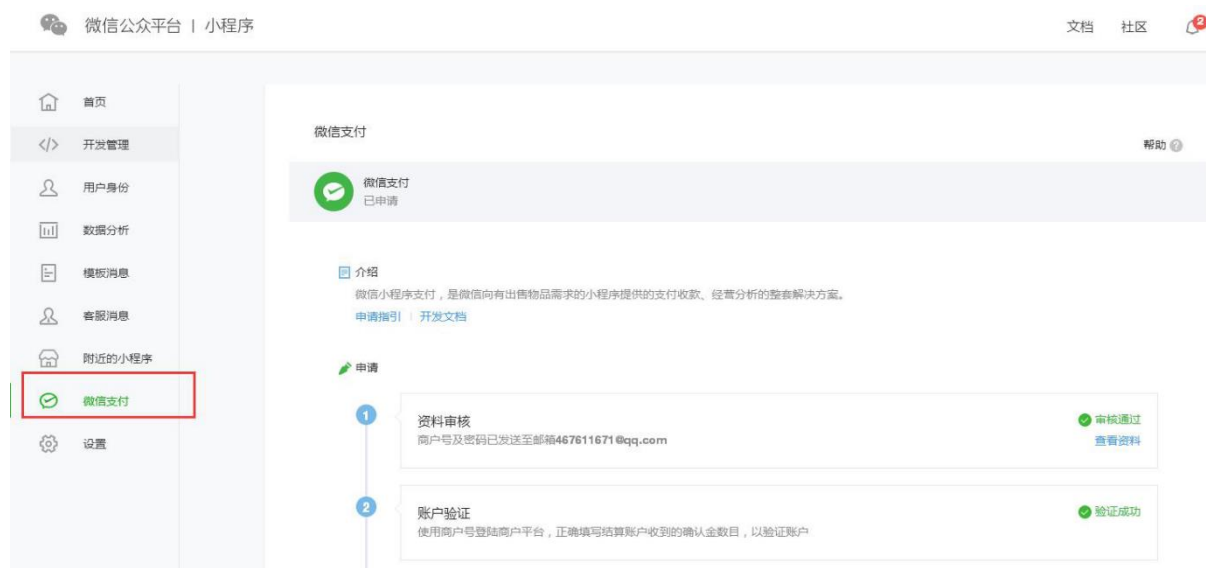 微信公众平台 | 小程序
文档 社区 2
首页
开发管理
用户身份
数据分析
模板消息
客服消息
附近的小程序
微信支付
设置
微信支付
帮助
微信支付
已申请
介绍
微信小程序支付，是微信向有出售物品需求的小程序提供的支付收款、经营分析的整套解决方案。
申请指引 | 开发文档
申请
1
资料审核
审核通过
商户号及密码已发送至邮箱467611671@qq.com
查看资料
2
账户验证
验证成功
使用商户号登陆商户平台，正确填写结算账户收到的确认金数目，以验证账户